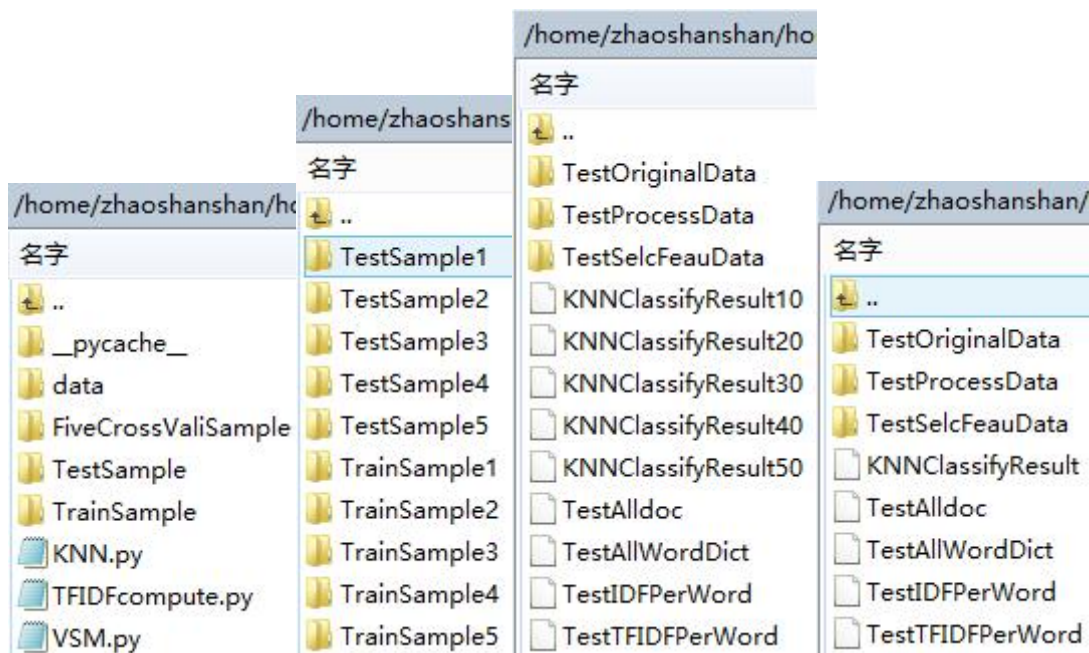 /home/zhaoshanshan/ho
名字
..
__pycache__
data
FiveCrossValiSample
TestSample
TrainSample
KNN.py
TFIDFcompute.py
VSM.py
/home/zhaoshans
名字
..
TestSample1
TestSample2
TestSample3
TestSample4
TestSample5
TrainSample1
TrainSample2
TrainSample3
TrainSample4
TrainSample5
/home/zhaoshanshan/ho
名字
..
TestOriginalData
TestProcessData
TestSelcFeauData
KNNClassifyResult10
KNNClassifyResult20
KNNClassifyResult30
KNNClassifyResult40
KNNClassifyResult50
TestAlldoc
TestAllWordDict
TestIDFPerWord
TestTFIDFPerWord
/home/zhaoshanshan/
名字
..
TestOriginalData
TestProcessData
TestSelcFeauData
KNNClassifyResult
TestAlldoc
TestAllWordDict
TestIDFPerWord
TestTFIDFPerWord